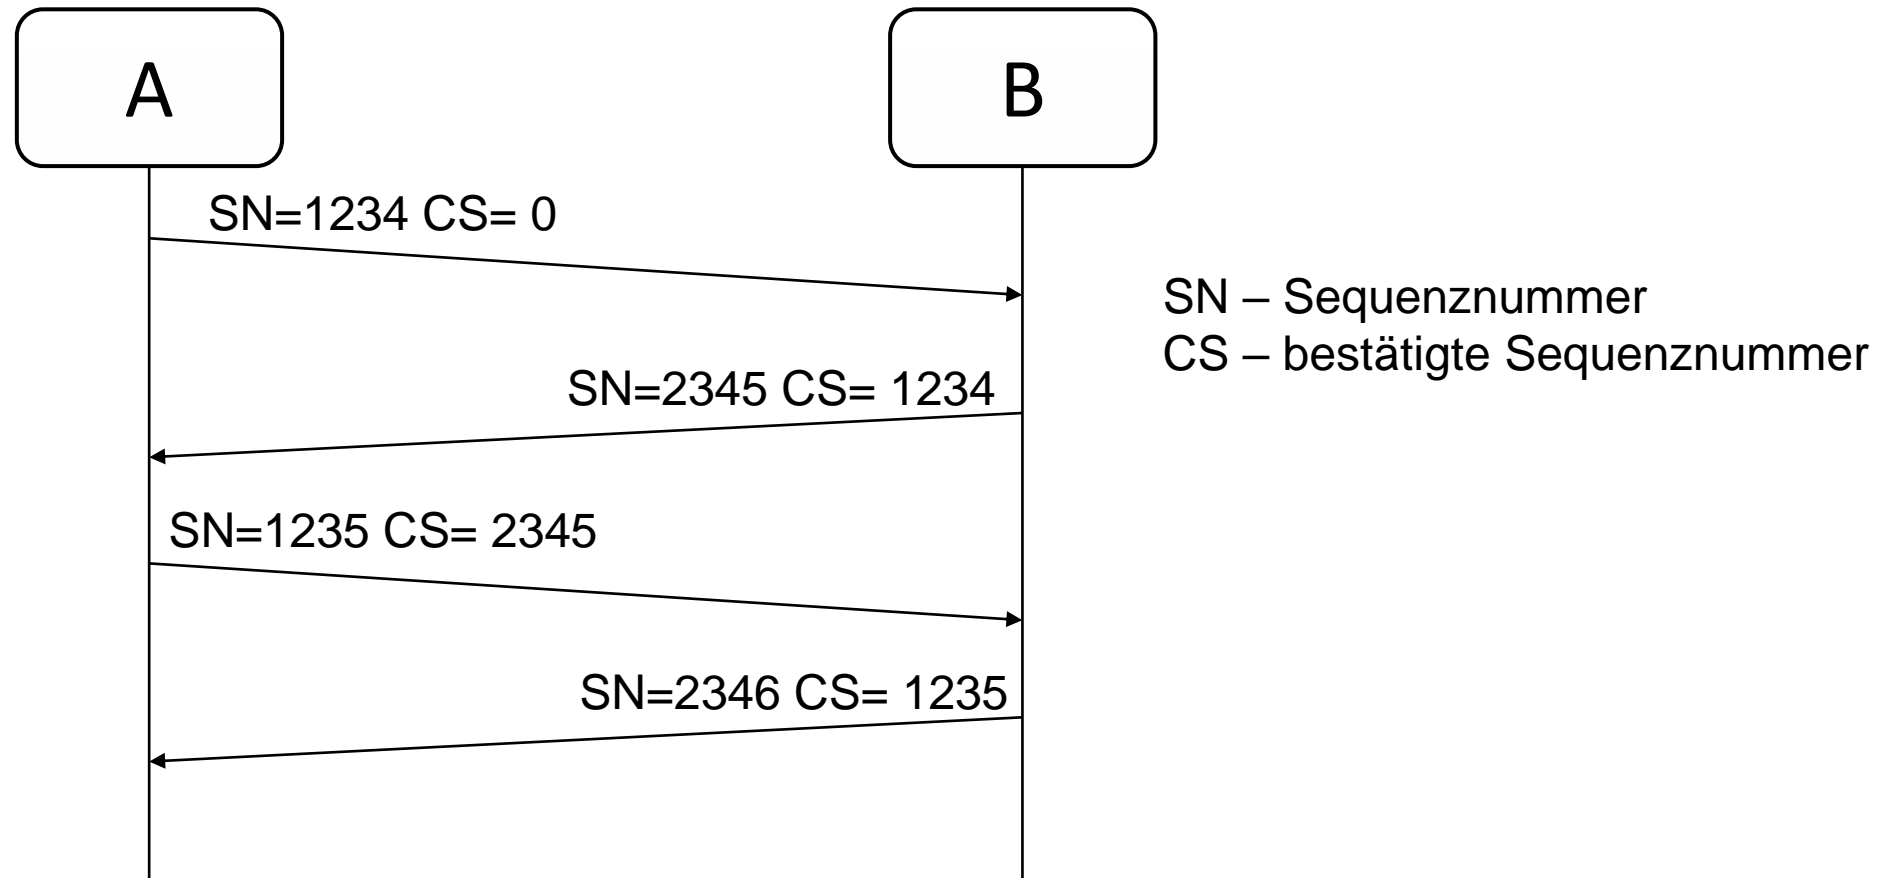 A
B
SN=1234 CS= 0
SN – Sequenznummer
CS – bestätigte Sequenznummer
SN=2345 CS= 1234
SN=1235 CS= 2345
SN=2346 CS= 1235